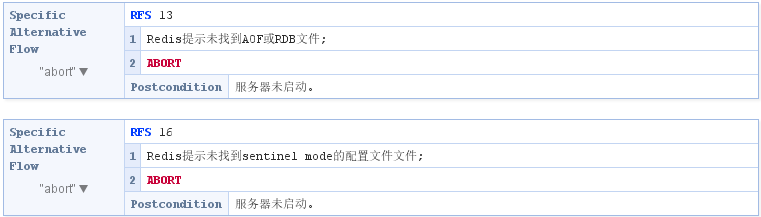 Specific Alternative Flow
"abort" ▼
RFS 13
1 Redis提示未找到AOF或RDB文件;
2 ABORT
Postcondition 服务器未启动。
Specific Alternative Flow
"abort" ▼
RFS 16
1 Redis提示未找到sentinel mode的配置文件文件;
2 ABORT
Postcondition 服务器未启动。